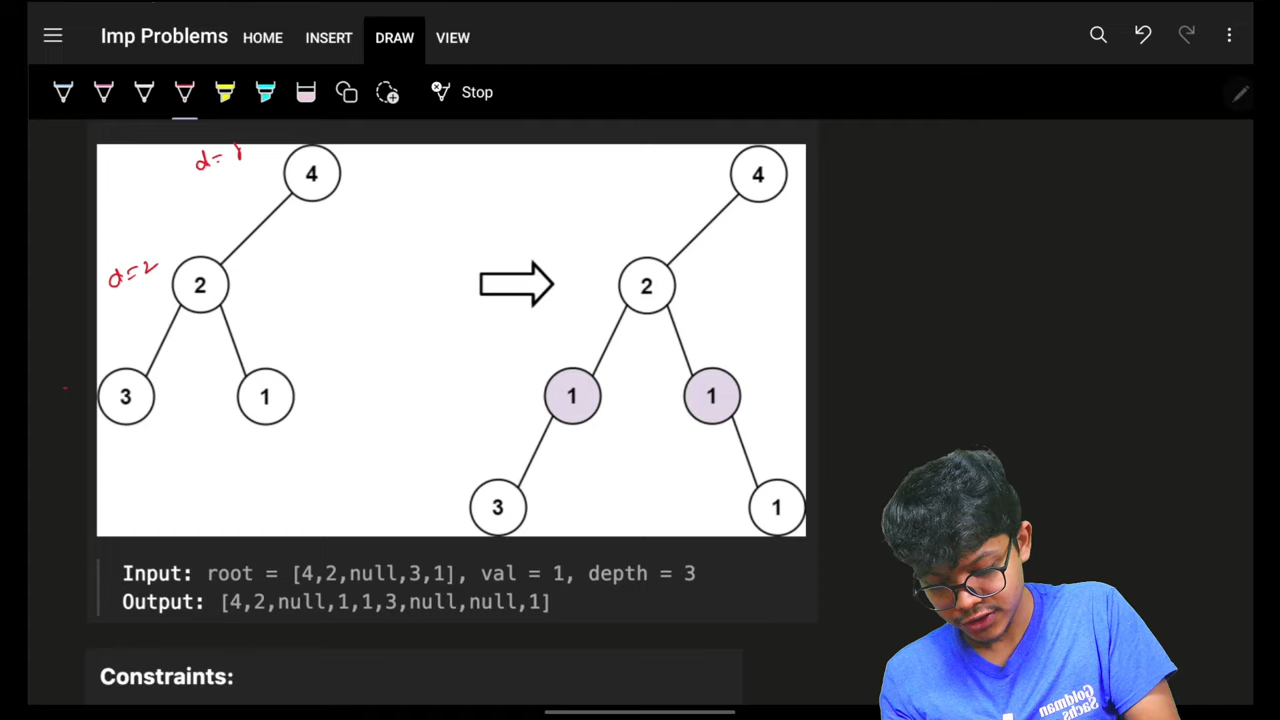 Imp Problems HOME INSERT DRAW VIEW
Stop
d=1
4
4
d=2
2
2
3
1
1
1
3
1
Input: root = [4,2,null,3,1], val = 1, depth = 3
Output: [4,2,null,1,1,3,null,null,1]
Constraints:
Goldman
Sachs